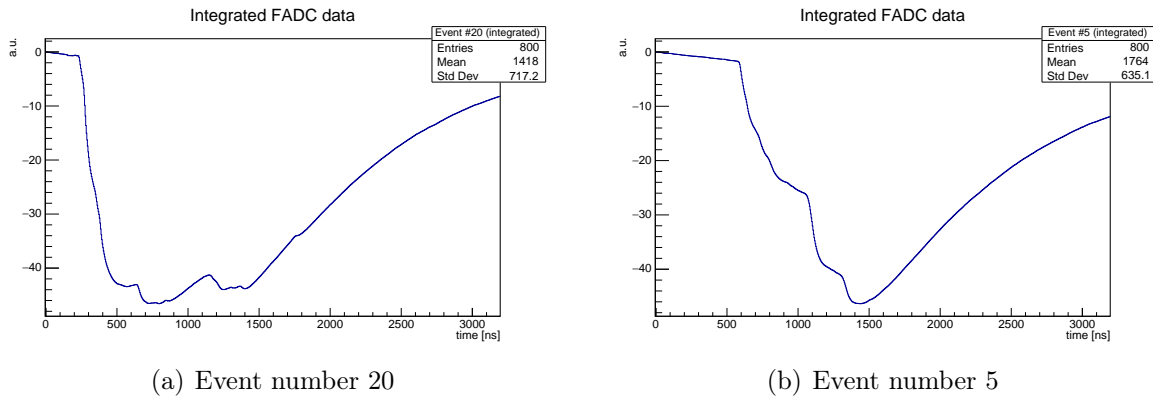 Integrated FADC data
a.u.
Event #20 (integrated)
Entries 800
Mean 1418
Std Dev 717.2
0
−10
−20
−30
−40
0 500 1000 1500 2000 2500 3000
time [ns]
(a) Event number 20
Integrated FADC data
a.u.
Event #5 (integrated)
Entries 800
Mean 1764
Std Dev 635.1
0
−10
−20
−30
−40
0 500 1000 1500 2000 2500 3000
time [ns]
(b) Event number 5